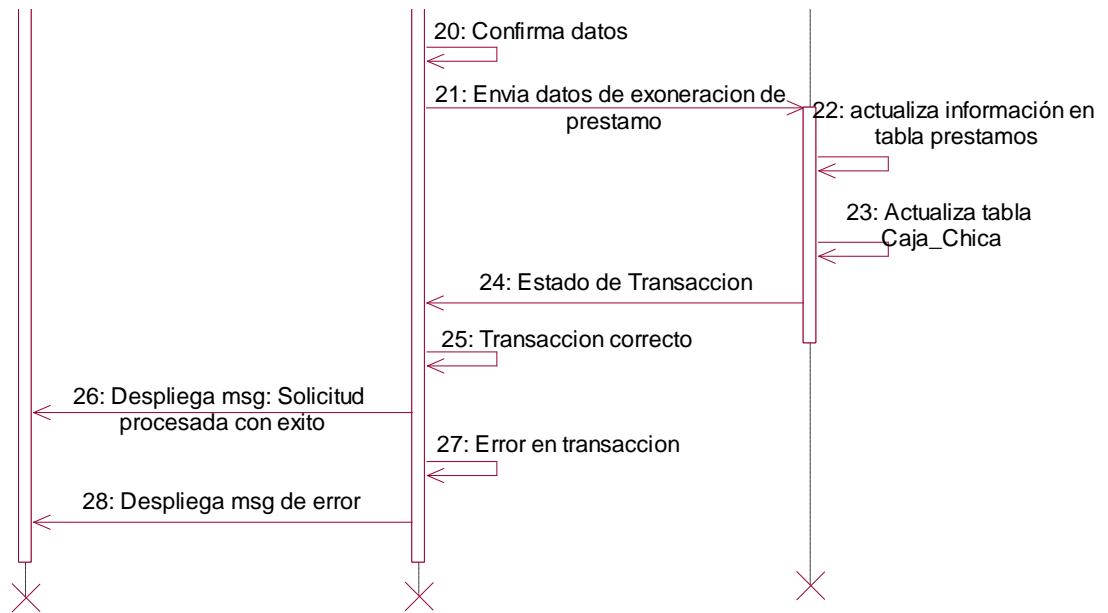 20: Confirma datos
21: Envia datos de exoneracion de
prestamo
22: actualiza información en
tabla prestamos
23: Actualiza tabla
Caja_Chica
24: Estado de Transaccion
25: Transaccion correcto
26: Despliega msg: Solicitud
procesada con exito
27: Error en transaccion
28: Despliega msg de error